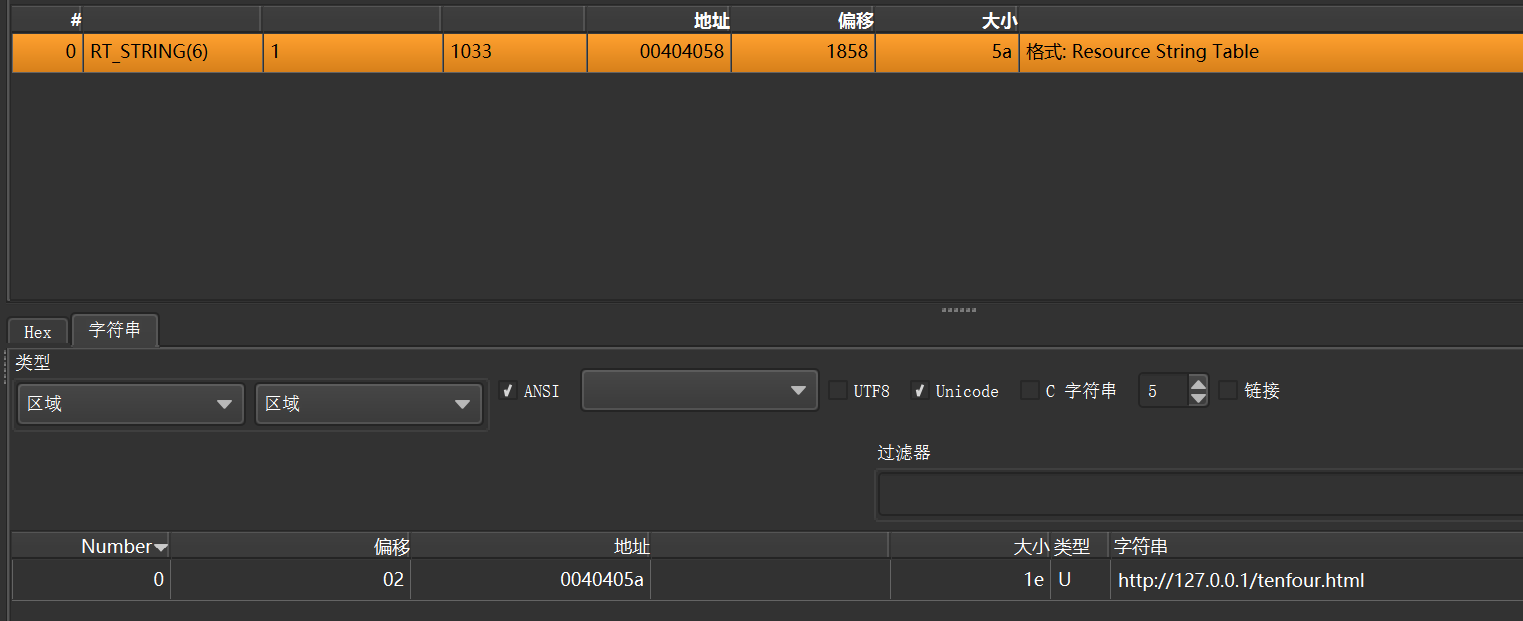 # 地址 偏移 大小
0 RT_STRING(6) 1 1033 00404058 1858 5a 格式: Resource String Table
Hex 字符串
类型
区域 区域 ANSI UTF8 Unicode C 字符串 5 链接
过滤器
Number 偏移 地址 大小 类型 字符串
0 02 0040405a 1e U http://127.0.0.1/tenfour.html